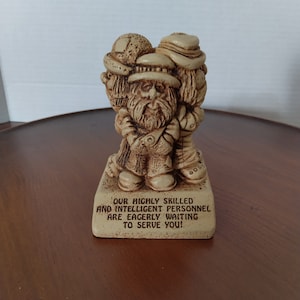 OUR HIGHLY SKILLED
AND INTELLIGENT PERSONNEL
ARE EAGERLY WAITING
TO SERVE YOU!